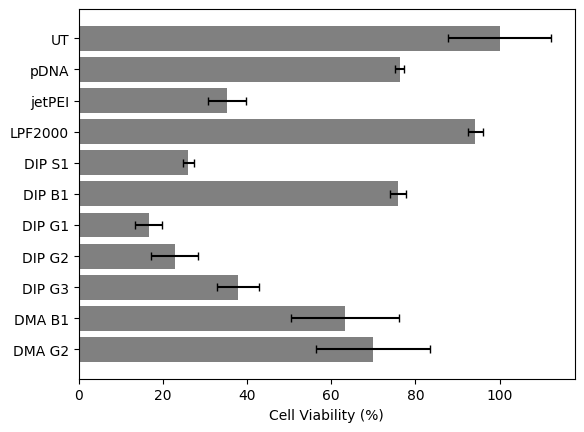 UT
pDNA
jetPEI
LPF2000
DIP S1
DIP B1
DIP G1
DIP G2
DIP G3
DMA B1
DMA G2
0 20 40 60 80 100
Cell Viability (%)